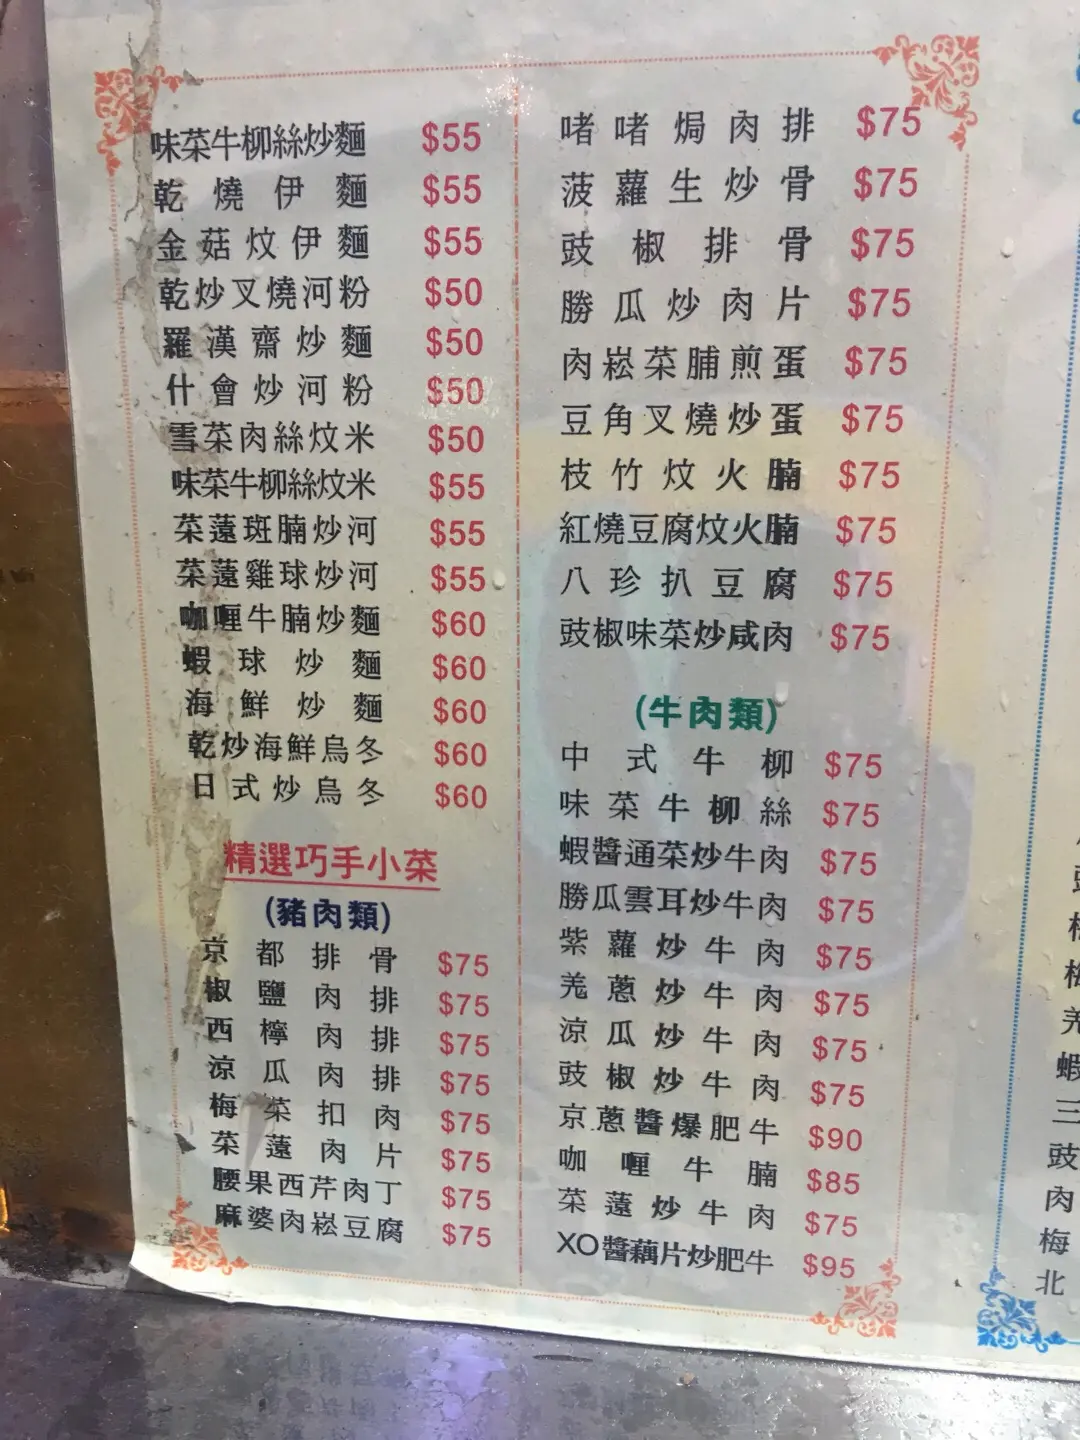 味菜牛柳絲炒麵 $55
乾燒伊麵 $55
金菇炆伊麵 $55
乾炒叉燒河粉 $50
羅漢齋炒麵 $50
什會炒河粉 $50
雪菜肉絲炆米 $50
味菜牛柳絲炆米 $55
菜薳斑腩炒河 $55
菜薳雞球炒河 $55
咖喱牛腩炒麵 $60
蝦球炒麵 $60
海鮮炒麵 $60
乾炒海鮮烏冬 $60
日式炒烏冬 $60
精選巧手小菜
(豬肉類)
京都排骨 $75
椒鹽肉排 $75
西檸肉排 $75
涼瓜肉排 $75
梅菜扣肉 $75
菜薳肉片 $75
腰果西芹肉丁 $75
麻婆肉崧豆腐 $75
啫啫焗肉排 $75
菠蘿生炒骨 $75
豉椒排骨 $75
勝瓜炒肉片 $75
肉崧菜脯煎蛋 $75
豆角叉燒炒蛋 $75
枝竹炆火腩 $75
紅燒豆腐炆火腩 $75
八珍扒豆腐 $75
豉椒味菜炒咸肉 $75
(牛肉類)
中式牛柳 $75
味菜牛柳絲 $75
蝦醬通菜炒牛肉 $75
勝瓜雲耳炒牛肉 $75
紫蘿炒牛肉 $75
羗蔥炒牛肉 $75
涼瓜炒牛肉 $75
豉椒炒牛肉 $75
京蔥醬爆肥牛 $90
咖喱牛腩 $85
菜薳炒牛肉 $75
XO醬藕片炒肥牛 $95
梅
羗
蝦
三
豉
肉
梅
北